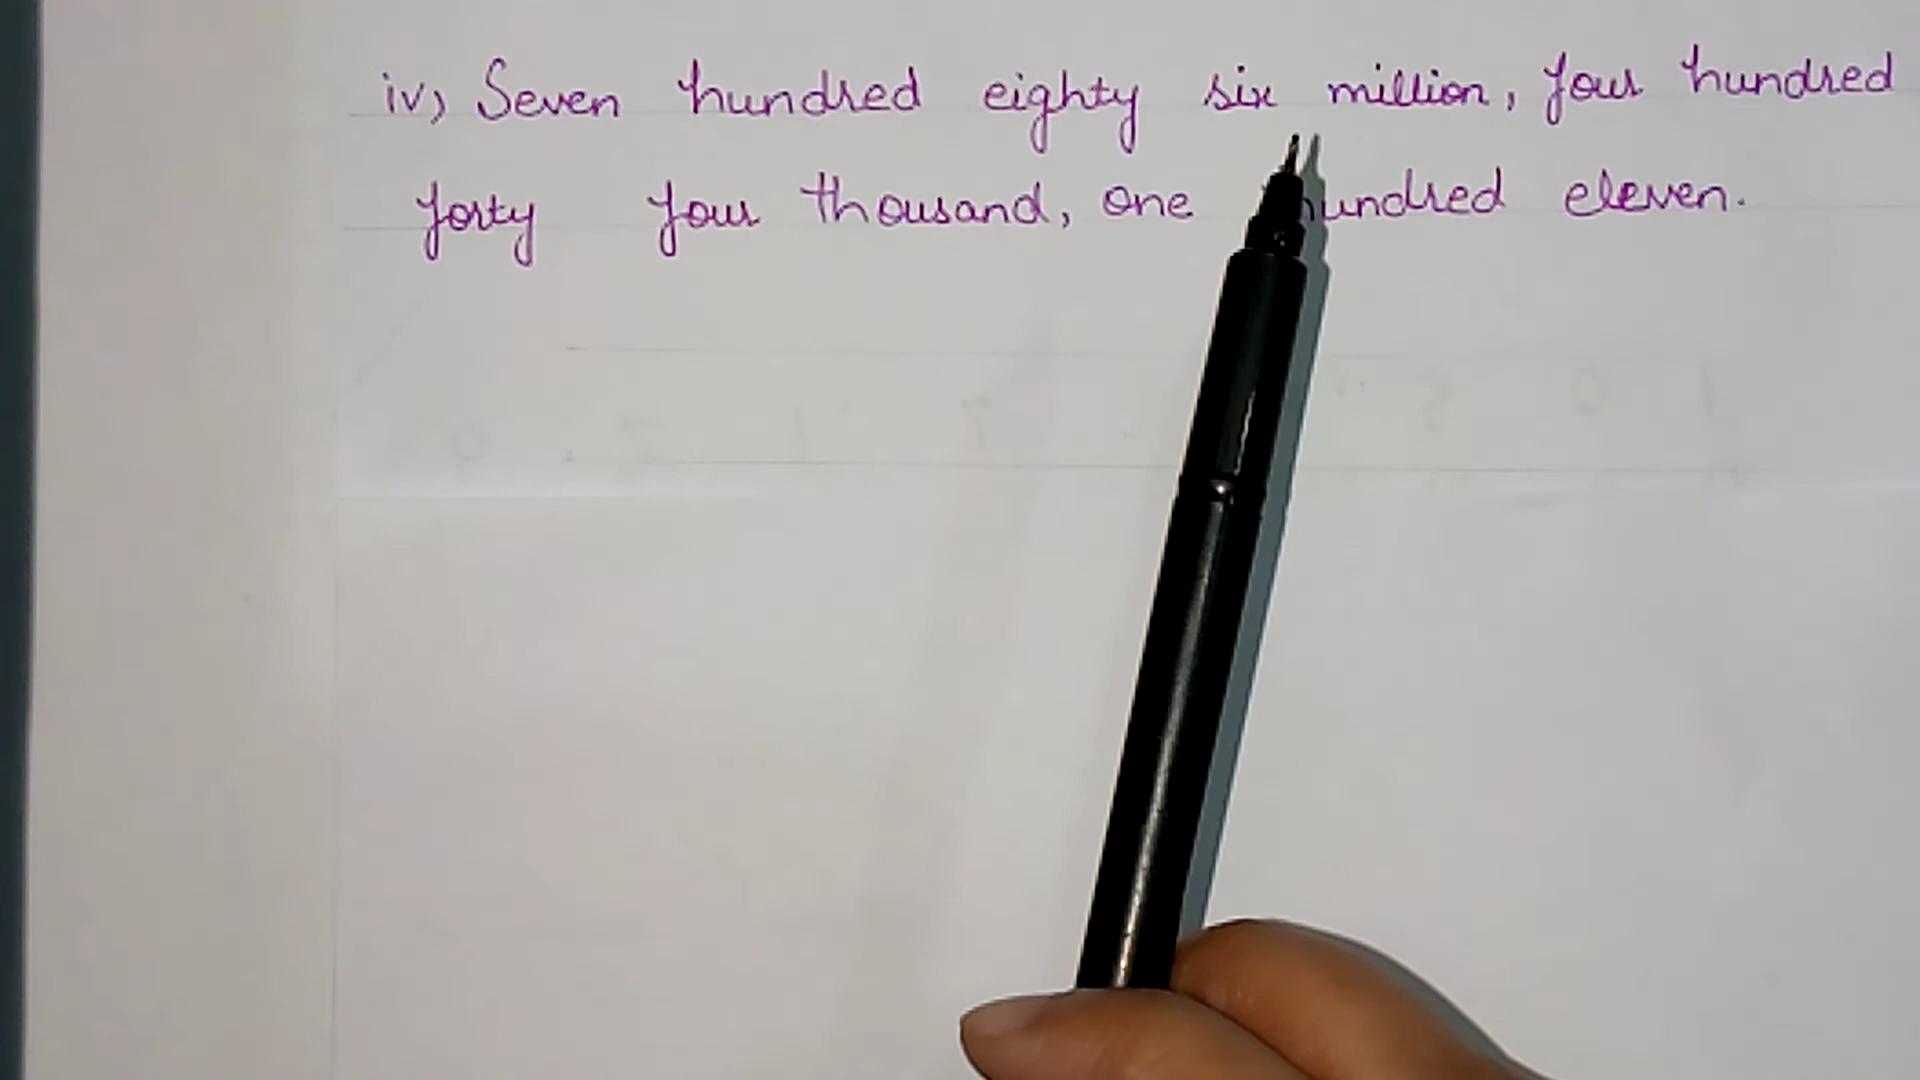 iv) Seven hundred eighty six million, four hundred
forty four thousand, one hundred eleven.